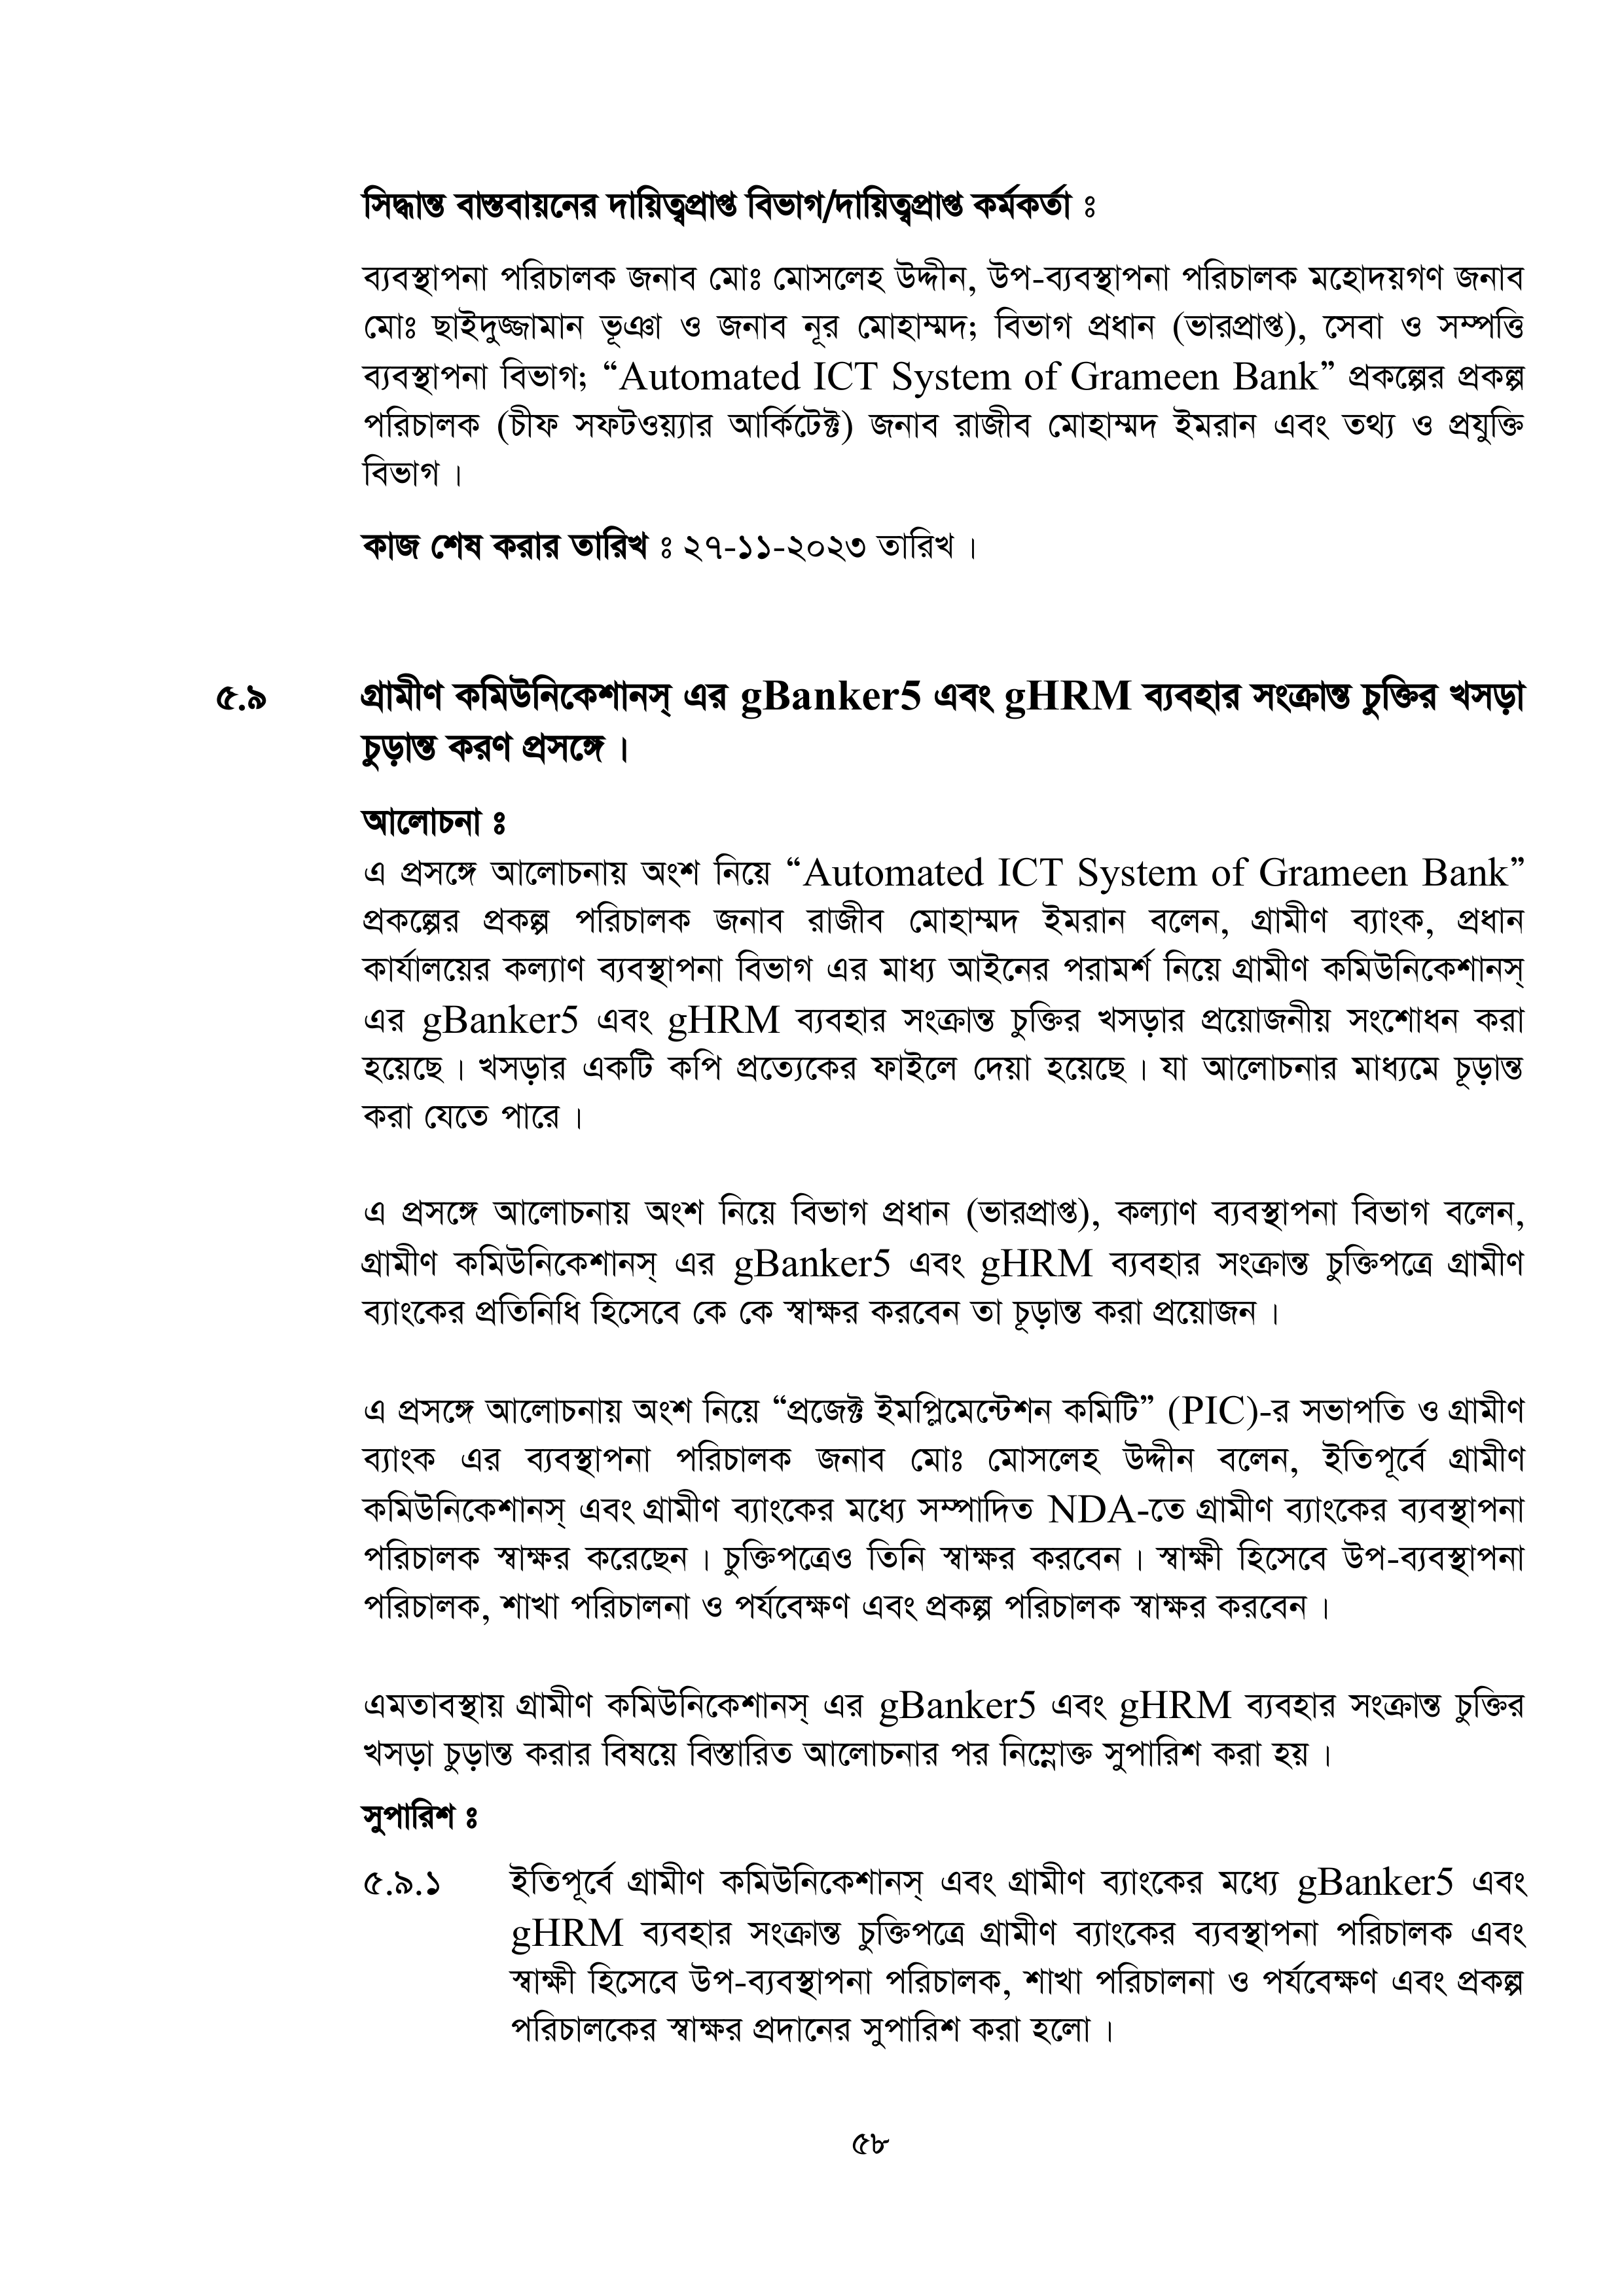 সিদ্ধান্ত বাস্তবায়নের দায়িত্বপ্রাপ্ত বিভাগ/দায়িত্বপ্রাপ্ত কর্মকর্তা ঃ
ব্যবস্থাপনা পরিচালক জনাব মোঃ মোসলেহ উদ্দীন, উপ-ব্যবস্থাপনা পরিচালক মহোদয়গণ জনাব
মোঃ ছাইদুজ্জামান ভূঞা ও জনাব নূর মোহাম্মদ; বিভাগ প্রধান (ভারপ্রাপ্ত), সেবা ও সম্পত্তি
ব্যবস্থাপনা বিভাগ; “Automated ICT System of Grameen Bank” প্রকল্পের প্রকল্প
পরিচালক (চীফ সফটওয়্যার আর্কিটেক্ট) জনাব রাজীব মোহাম্মদ ইমরান এবং তথ্য ও প্রযুক্তি
বিভাগ।
কাজ শেষ করার তারিখ ঃ ২৭-১১-২০২৩ তারিখ।
৫.৯ গ্রামীণ কমিউনিকেশানস্ এর gBanker5 এবং gHRM ব্যবহার সংক্রান্ত চুক্তির খসড়া
চুড়ান্ত করণ প্রসঙ্গে।
আলোচনা ঃ
এ প্রসঙ্গে আলোচনায় অংশ নিয়ে “Automated ICT System of Grameen Bank”
প্রকল্পের প্রকল্প পরিচালক জনাব রাজীব মোহাম্মদ ইমরান বলেন, গ্রামীণ ব্যাংক, প্রধান
কার্যালয়ের কল্যাণ ব্যবস্থাপনা বিভাগ এর মাধ্য আইনের পরামর্শ নিয়ে গ্রামীণ কমিউনিকেশানস্
এর gBanker5 এবং gHRM ব্যবহার সংক্রান্ত চুক্তির খসড়ার প্রয়োজনীয় সংশোধন করা
হয়েছে। খসড়ার একটি কপি প্রত্যেকের ফাইলে দেয়া হয়েছে। যা আলোচনার মাধ্যমে চূড়ান্ত
করা যেতে পারে।
এ প্রসঙ্গে আলোচনায় অংশ নিয়ে বিভাগ প্রধান (ভারপ্রাপ্ত), কল্যাণ ব্যবস্থাপনা বিভাগ বলেন,
গ্রামীণ কমিউনিকেশানস্ এর gBanker5 এবং gHRM ব্যবহার সংক্রান্ত চুক্তিপত্রে গ্রামীণ
ব্যাংকের প্রতিনিধি হিসেবে কে কে স্বাক্ষর করবেন তা চূড়ান্ত করা প্রয়োজন।
এ প্রসঙ্গে আলোচনায় অংশ নিয়ে “প্রজেক্ট ইমপ্লিমেন্টেশন কমিটি” (PIC)-র সভাপতি ও গ্রামীণ
ব্যাংক এর ব্যবস্থাপনা পরিচালক জনাব মোঃ মোসলেহ উদ্দীন বলেন, ইতিপূর্বে গ্রামীণ
কমিউনিকেশানস্ এবং গ্রামীণ ব্যাংকের মধ্যে সম্পাদিত NDA-তে গ্রামীণ ব্যাংকের ব্যবস্থাপনা
পরিচালক স্বাক্ষর করেছেন। চুক্তিপত্রেও তিনি স্বাক্ষর করবেন। স্বাক্ষী হিসেবে উপ-ব্যবস্থাপনা
পরিচালক, শাখা পরিচালনা ও পর্যবেক্ষণ এবং প্রকল্প পরিচালক স্বাক্ষর করবেন।
এমতাবস্থায় গ্রামীণ কমিউনিকেশানস্ এর gBanker5 এবং gHRM ব্যবহার সংক্রান্ত চুক্তির
খসড়া চুড়ান্ত করার বিষয়ে বিস্তারিত আলোচনার পর নিম্নোক্ত সুপারিশ করা হয়।
সুপারিশ ঃ
৫.৯.১ ইতিপূর্বে গ্রামীণ কমিউনিকেশানস্ এবং গ্রামীণ ব্যাংকের মধ্যে gBanker5 এবং
gHRM ব্যবহার সংক্রান্ত চুক্তিপত্রে গ্রামীণ ব্যাংকের ব্যবস্থাপনা পরিচালক এবং
স্বাক্ষী হিসেবে উপ-ব্যবস্থাপনা পরিচালক, শাখা পরিচালনা ও পর্যবেক্ষণ এবং প্রকল্প
পরিচালকের স্বাক্ষর প্রদানের সুপারিশ করা হলো।
৫৮